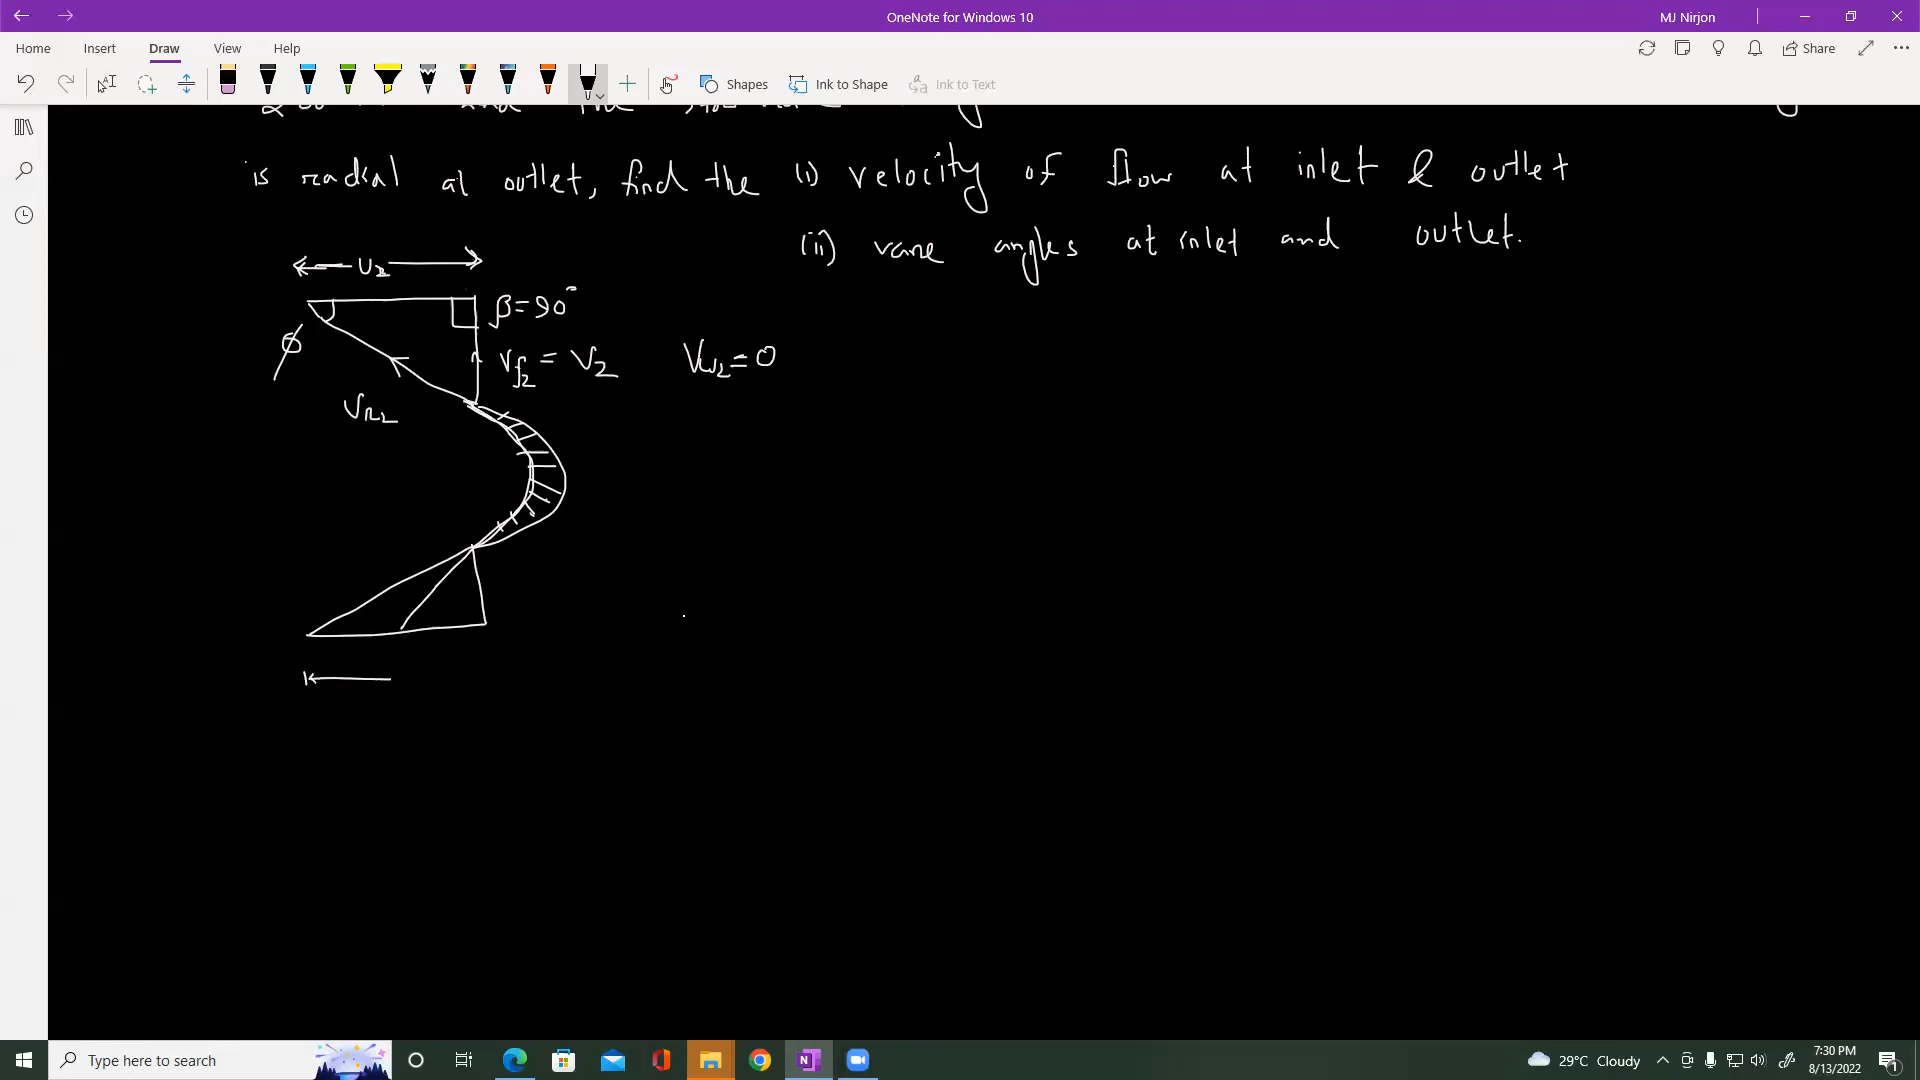 OneNote for Windows 10
MJ Nirjon
Home Insert Draw View Help
Share
Shapes Ink to Shape Ink to Text
and the
is radial at outlet, find the (i) velocity of flow at inlet & outlet
(ii) vane angles at inlet and outlet.
U2
β=90°
Vf2 = V2 Vw2=0
ϕ
Vr2
Type here to search
29°C Cloudy
7:30 PM
8/13/2022
1